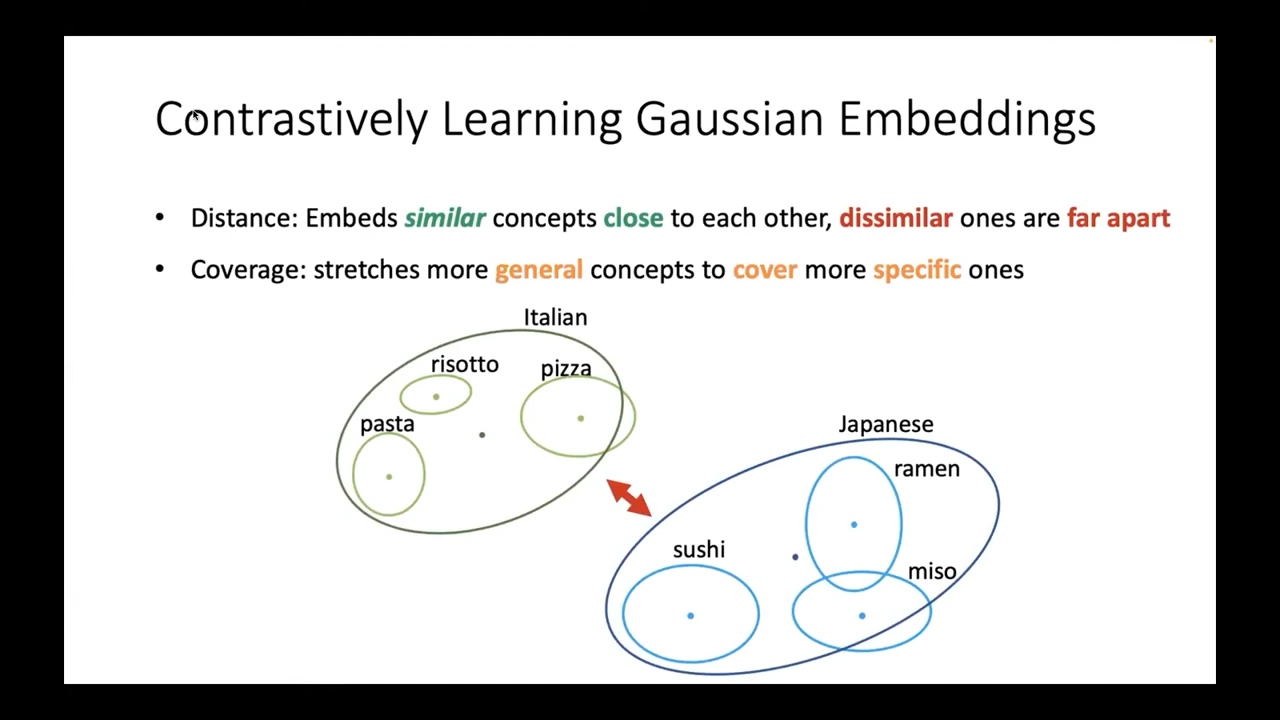 Contrastively Learning Gaussian Embeddings
• Distance: Embeds similar concepts close to each other, dissimilar ones are far apart
• Coverage: stretches more general concepts to cover more specific ones
Italian
risotto
pizza
pasta
Japanese
ramen
sushi
miso